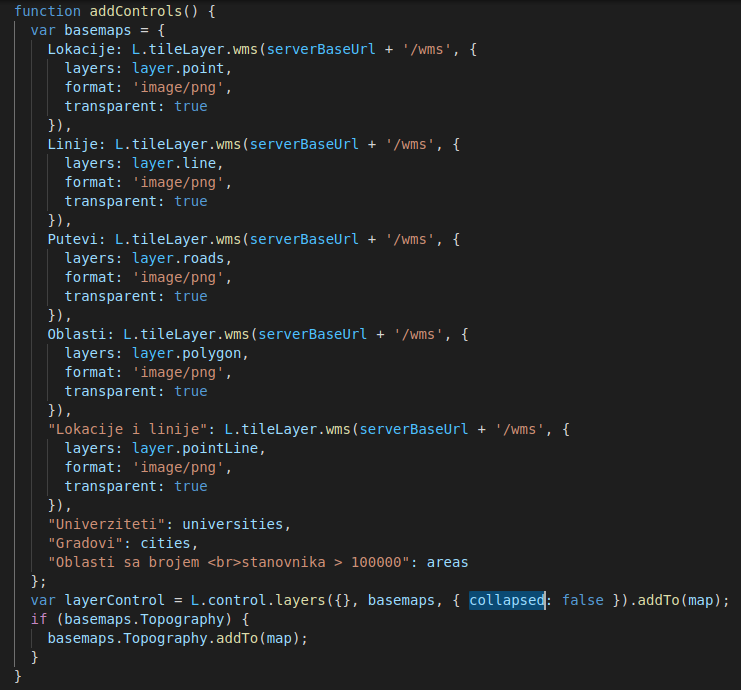 function addControls() {
  var basemaps = {
    Lokacije: L.tileLayer.wms(serverBaseUrl + '/wms', {
      layers: layer.point,
      format: 'image/png',
      transparent: true
    }),
    Linije: L.tileLayer.wms(serverBaseUrl + '/wms', {
      layers: layer.line,
      format: 'image/png',
      transparent: true
    }),
    Putevi: L.tileLayer.wms(serverBaseUrl + '/wms', {
      layers: layer.roads,
      format: 'image/png',
      transparent: true
    }),
    Oblasti: L.tileLayer.wms(serverBaseUrl + '/wms', {
      layers: layer.polygon,
      format: 'image/png',
      transparent: true
    }),
    "Lokacije i linije": L.tileLayer.wms(serverBaseUrl + '/wms', {
      layers: layer.pointLine,
      format: 'image/png',
      transparent: true
    }),
    "Univerziteti": universities,
    "Gradovi": cities,
    "Oblasti sa brojem <br>stanovnika > 100000": areas
  };
  var layerControl = L.control.layers({}, basemaps, { collapsed: false }).addTo(map);
  if (basemaps.Topography) {
    basemaps.Topography.addTo(map);
  }
}